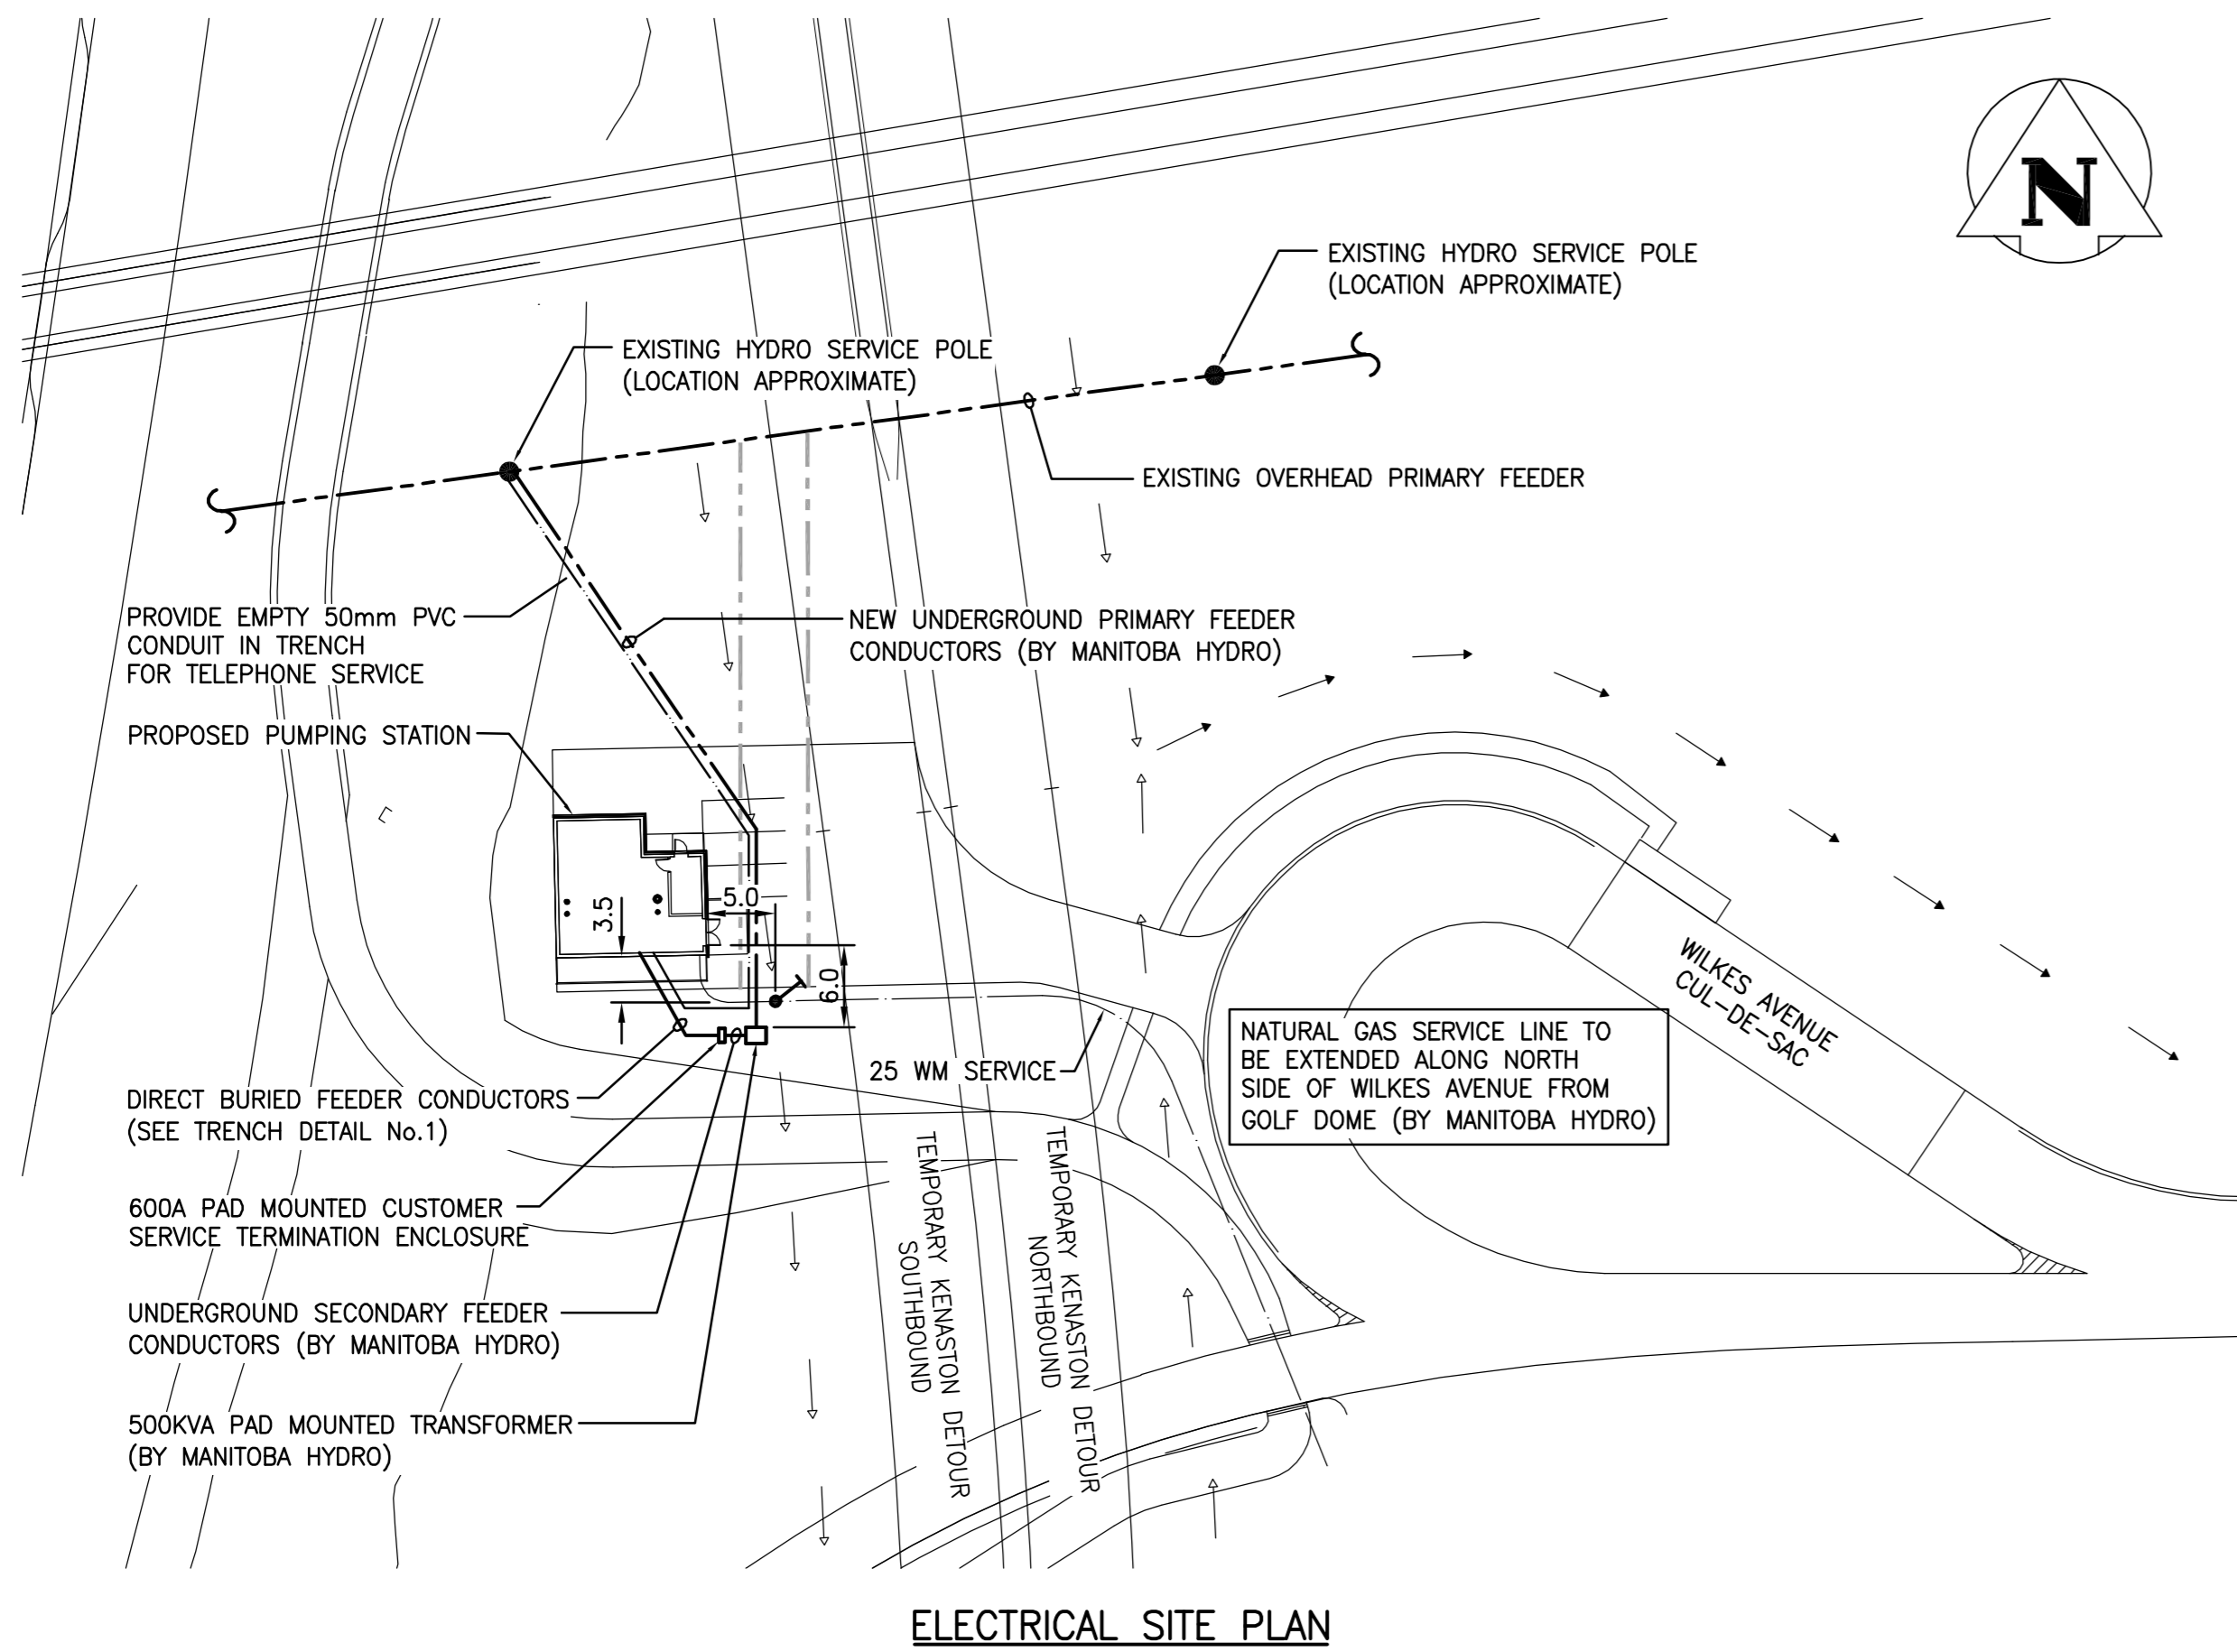 N
EXISTING HYDRO SERVICE POLE
(LOCATION APPROXIMATE)
EXISTING HYDRO SERVICE POLE
(LOCATION APPROXIMATE)
EXISTING OVERHEAD PRIMARY FEEDER
PROVIDE EMPTY 50mm PVC
CONDUIT IN TRENCH
FOR TELEPHONE SERVICE
NEW UNDERGROUND PRIMARY FEEDER
CONDUCTORS (BY MANITOBA HYDRO)
PROPOSED PUMPING STATION
5.0
3.5
6.0
WILKES AVENUE
CUL-DE-SAC
NATURAL GAS SERVICE LINE TO
BE EXTENDED ALONG NORTH
SIDE OF WILKES AVENUE FROM
GOLF DOME (BY MANITOBA HYDRO)
25 WM SERVICE
DIRECT BURIED FEEDER CONDUCTORS
(SEE TRENCH DETAIL No.1)
TEMPORARY KENASTON DETOUR
SOUTHBOUND
TEMPORARY KENASTON DETOUR
NORTHBOUND
600A PAD MOUNTED CUSTOMER
SERVICE TERMINATION ENCLOSURE
UNDERGROUND SECONDARY FEEDER
CONDUCTORS (BY MANITOBA HYDRO)
500KVA PAD MOUNTED TRANSFORMER
(BY MANITOBA HYDRO)
ELECTRICAL SITE PLAN